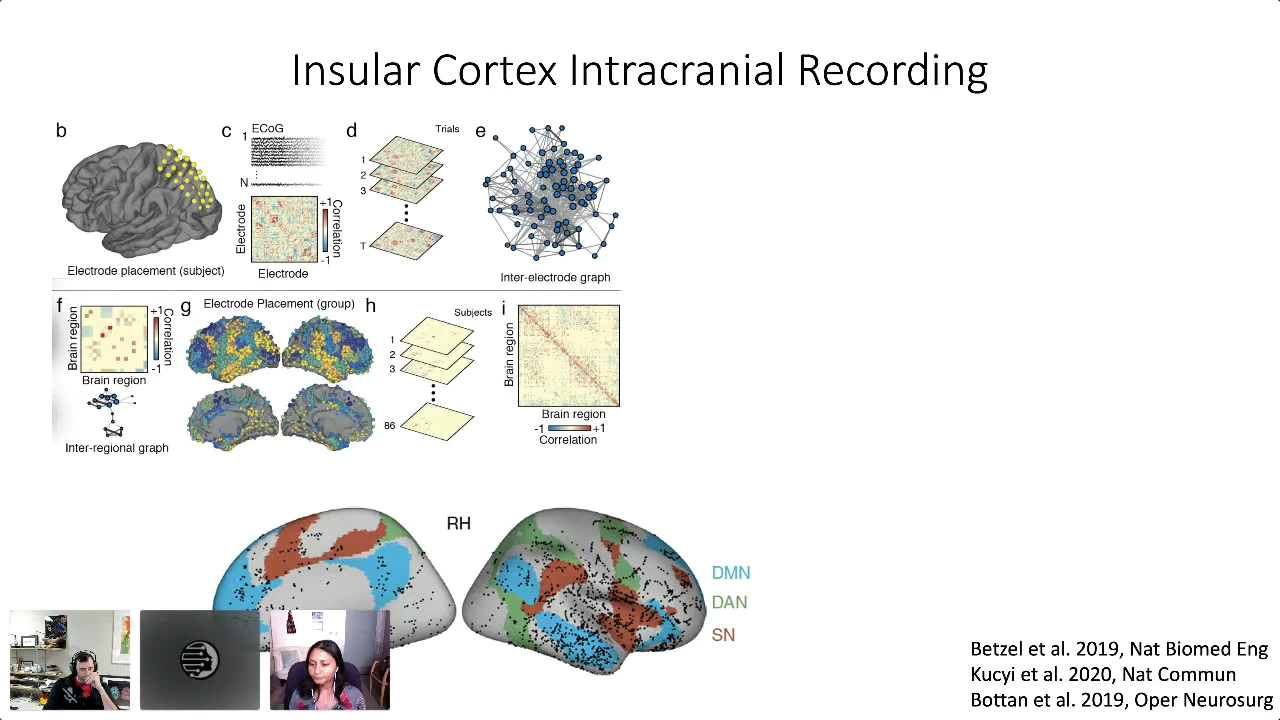 Insular Cortex Intracranial Recording
b
c
ECoG
1
N
Electrode
Electrode
+1
Correlation
-1
d
Trials
1
2
3
T
e
Electrode placement (subject)
Inter-electrode graph
f
Brain region
Brain region
+1
Correlation
-1
Inter-regional graph
g
Electrode Placement (group)
h
Subjects
1
2
3
86
i
Brain region
Brain region
-1
+1
Correlation
RH
DMN
DAN
SN
Betzel et al. 2019, Nat Biomed Eng
Kucyi et al. 2020, Nat Commun
Bottan et al. 2019, Oper Neurosurg